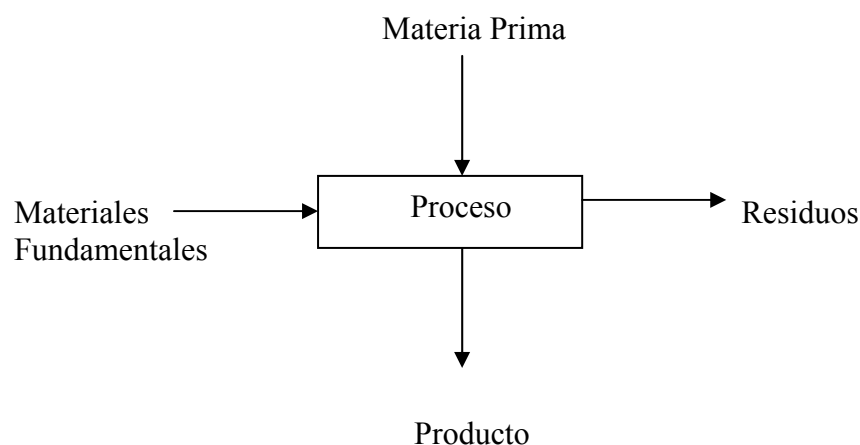 Materia Prima
Proceso
Materiales
Fundamentales
Residuos
Producto